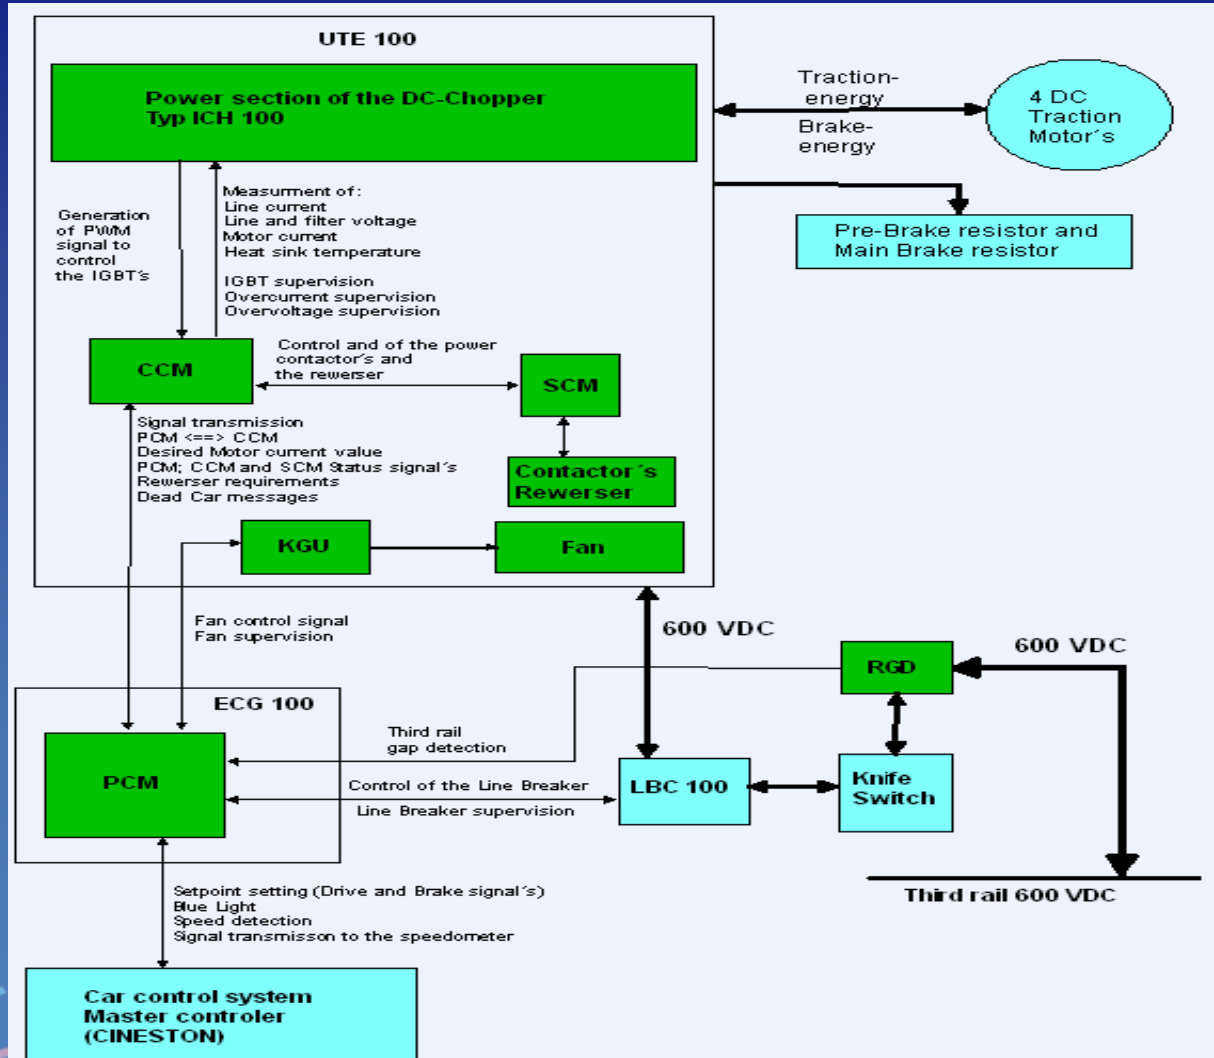 UTE 100
Power section of the DC-Chopper
Typ ICH 100
Traction-
energy
Brake-
energy
4 DC
Traction
Motor´s
Pre-Brake resistor and
Main Brake resistor
Generation
of PWM
signal to
control
the IGBT´s
Measurment of:
Line current
Line and filter voltage
Motor current
Heat sink temperature
IGBT supervision
Overcurrent supervision
Overvoltage supervision
CCM
Control and of the power
contactor´s and
the rewerser
SCM
Signal transmission
PCM <==> CCM
Desired Motor current value
PCM; CCM and SCM Status signal´s
Rewerser requirements
Dead Car messages
Contactor´s
Rewerser
KGU
Fan
Fan control signal
Fan supervision
600 VDC
RGD
600 VDC
ECG 100
PCM
Third rail
gap detection
Control of the Line Breaker
Line Breaker supervision
LBC 100
Knife
Switch
Third rail 600 VDC
Setpoint setting (Drive and Brake signal´s)
Blue Light
Speed detection
Signal transmisson to the speedometer
Car control system
Master controler
(CINESTON)